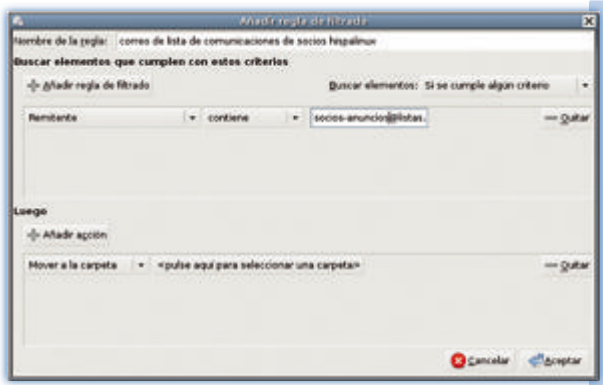 Añadir regla de filtrado
Nombre de la regla: correo de lista de comunicaciones de socios hispalinux
Buscar elementos que cumplen con estos criterios
Añadir regla de filtrado Buscar elementos: Si se cumple algún criterio
Remitente contiene socios-anuncios@listas. Quitar
Luego
Añadir acción
Mover a la carpeta <pulse aquí para seleccionar una carpeta> Quitar
Cancelar Aceptar